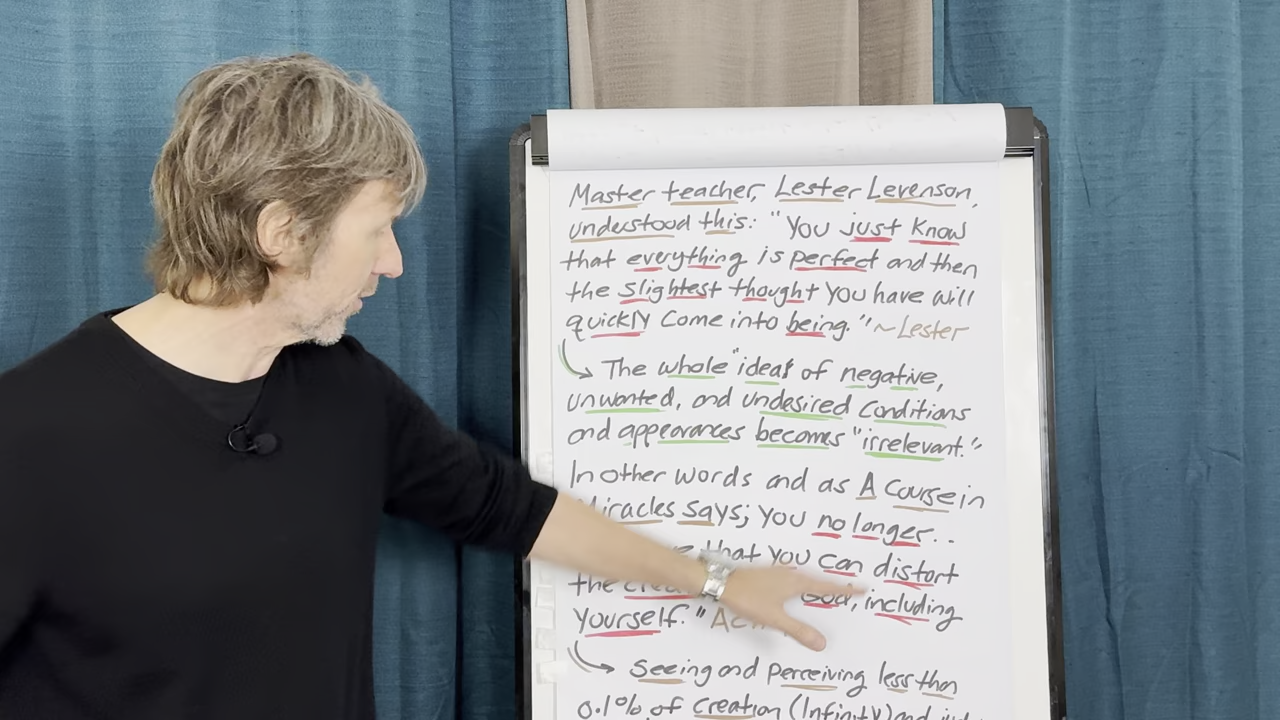 Master teacher, Lester Levenson,
understood this: "You just Know
that everything is perfect and then
the slightest thought you have will
quickly come into being." ~Lester
The whole "idea" of negative,
unwanted, and undesired conditions
and appearances becomes "irrelevant."
In other words and as A Course in
Miracles says; you no longer..
that you can distort
the God, including
yourself."
Seeing and perceiving less than
0.1% of creation (Infinity) and